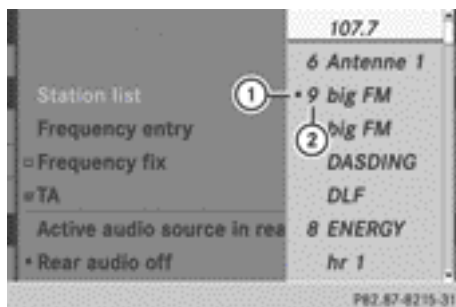 107.7
6 Antenne 1
Station list
1
• 9 big FM
Frequency entry
2
big FM
Frequency fix
DASDING
TA
DLF
Active audio source in rea
8 ENERGY
• Rear audio off
hr 1
P82.87-8215-31